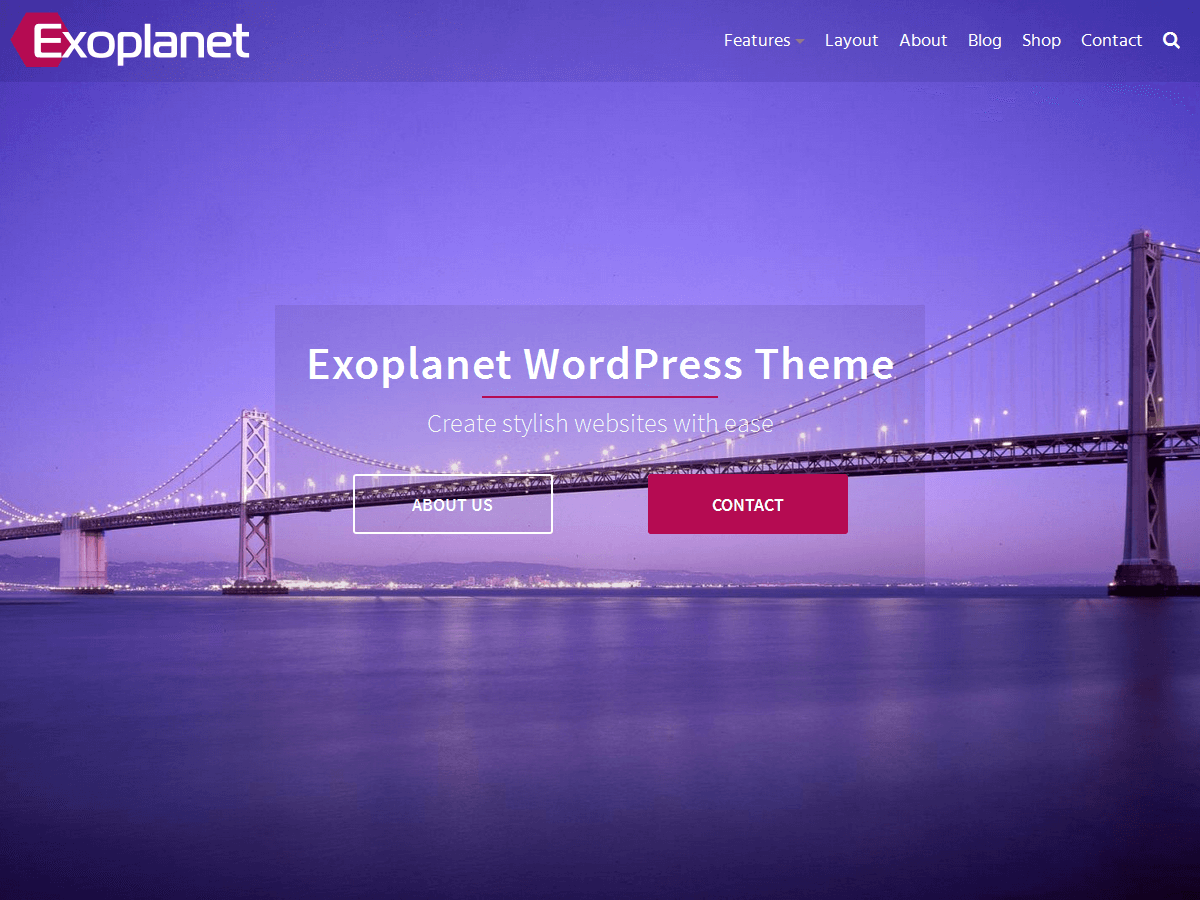 Exoplanet
Features Layout About Blog Shop Contact
Exoplanet WordPress Theme
Create stylish websites with ease
ABOUT US
CONTACT